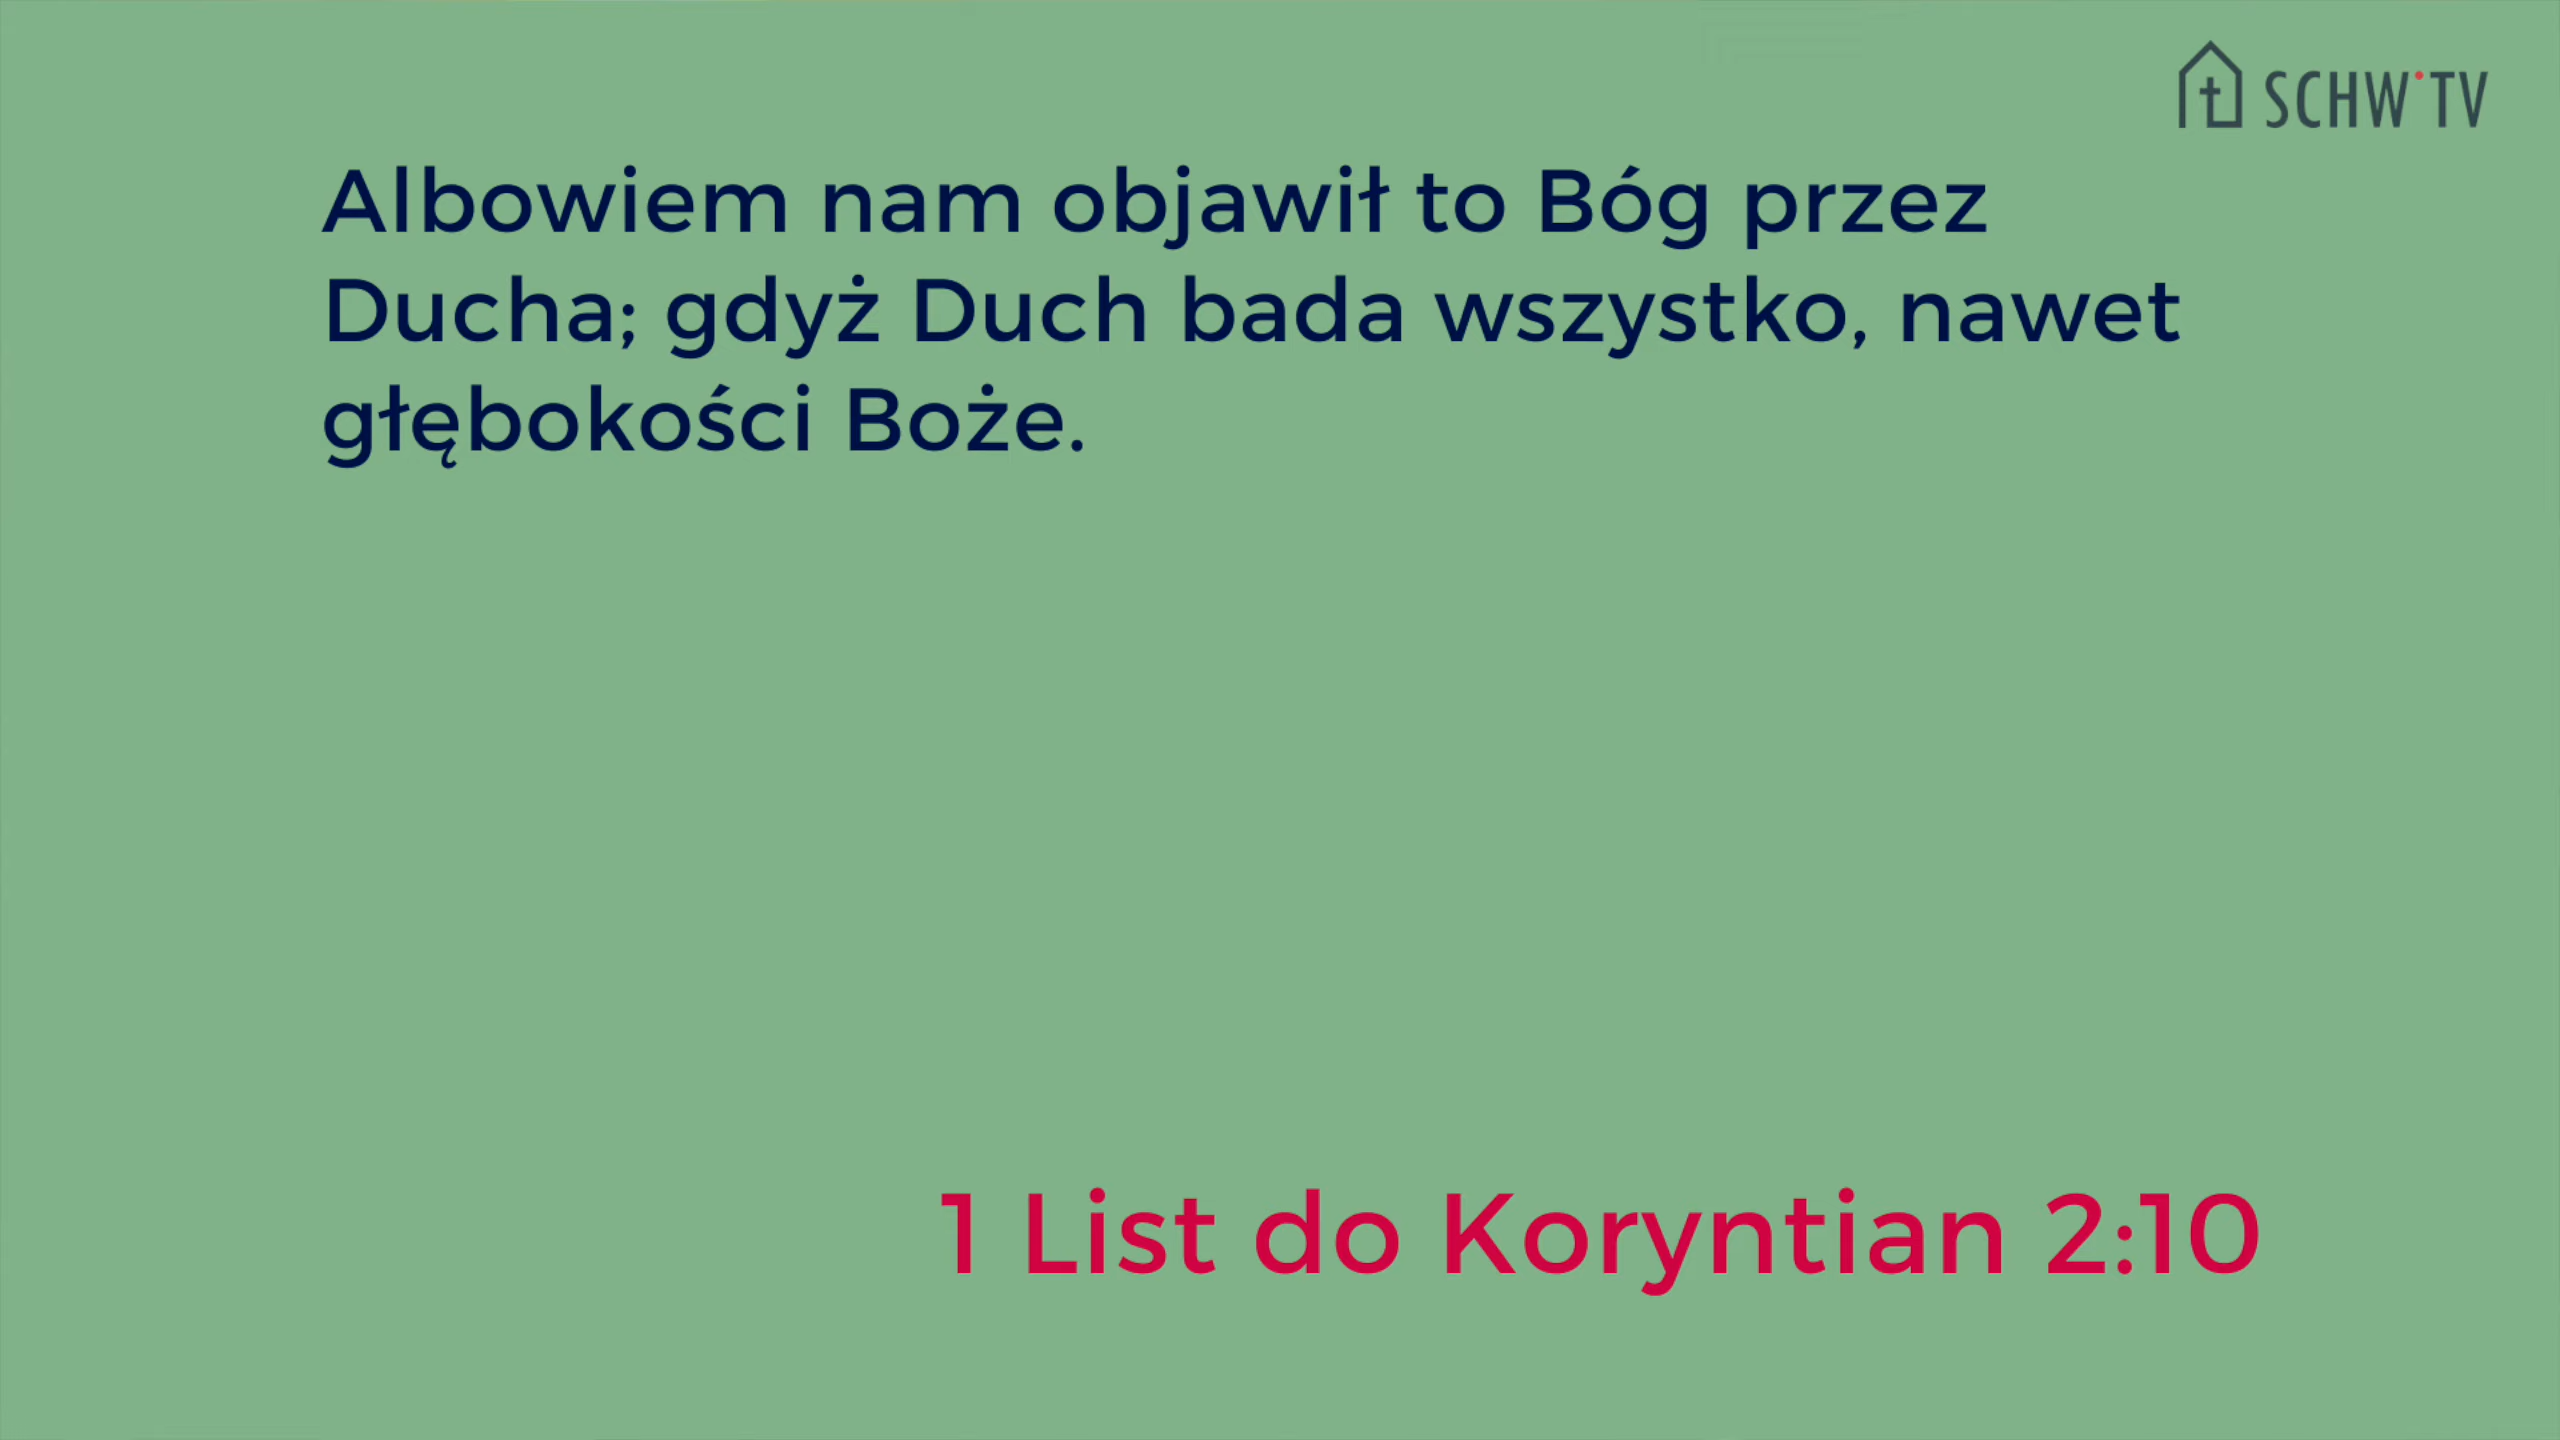 SCHW TV
Albowiem nam objawił to Bóg przez
Ducha; gdyż Duch bada wszystko, nawet
głębokości Boże.
1 List do Koryntian 2:10